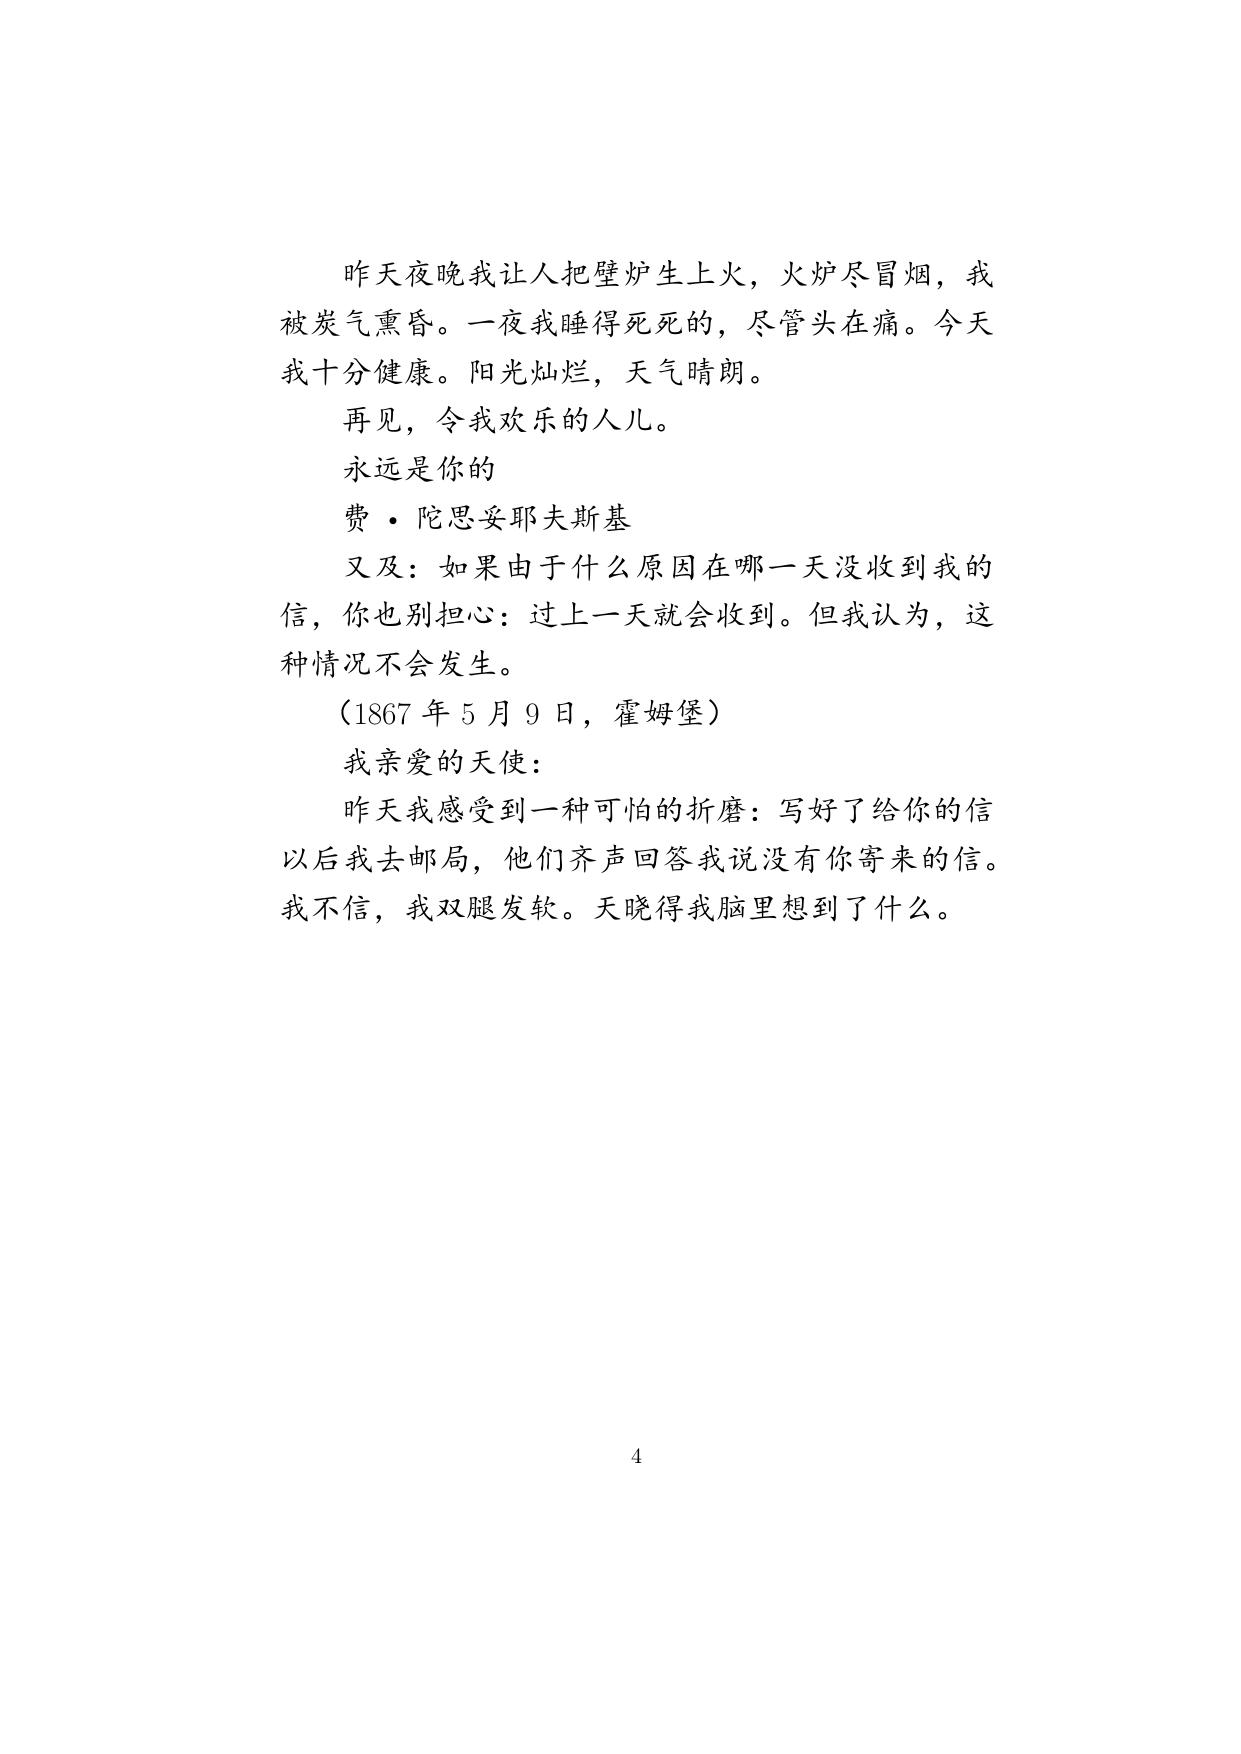 昨天夜晚我让人把壁炉生上火，火炉尽冒烟，我
被炭气熏昏。一夜我睡得死死的，尽管头在痛。今天
我十分健康。阳光灿烂，天气晴朗。
再见，令我欢乐的人儿。
永远是你的
费 • 陀思妥耶夫斯基
又及：如果由于什么原因在哪一天没收到我的
信，你也别担心：过上一天就会收到。但我认为，这
种情况不会发生。
（1867 年 5 月 9 日，霍姆堡）
我亲爱的天使：
昨天我感受到一种可怕的折磨：写好了给你的信
以后我去邮局，他们齐声回答我说没有你寄来的信。
我不信，我双腿发软。天晓得我脑里想到了什么。
4